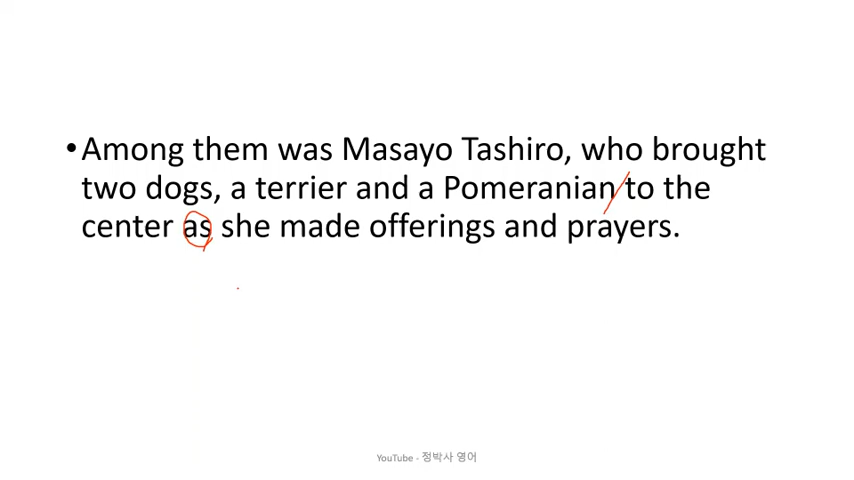 •Among them was Masayo Tashiro, who brought
two dogs, a terrier and a Pomeranian to the
center as she made offerings and prayers.
YouTube - 정박사 영어